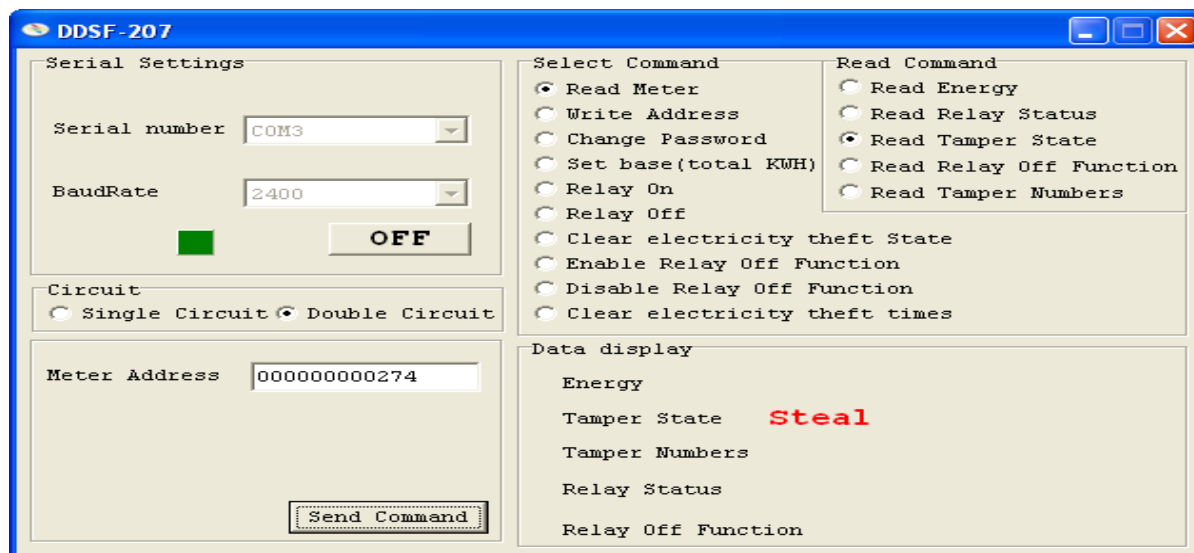 DDSF-207
Serial Settings
Serial number COM3
BaudRate 2400
OFF
Circuit
Single Circuit Double Circuit
Meter Address 000000000274
Send Command
Select Command
Read Meter
Write Address
Change Password
Set base(total KWH)
Relay On
Relay Off
Clear electricity theft State
Enable Relay Off Function
Disable Relay Off Function
Clear electricity theft times
Read Command
Read Energy
Read Relay Status
Read Tamper State
Read Relay Off Function
Read Tamper Numbers
Data display
Energy
Tamper State Steal
Tamper Numbers
Relay Status
Relay Off Function